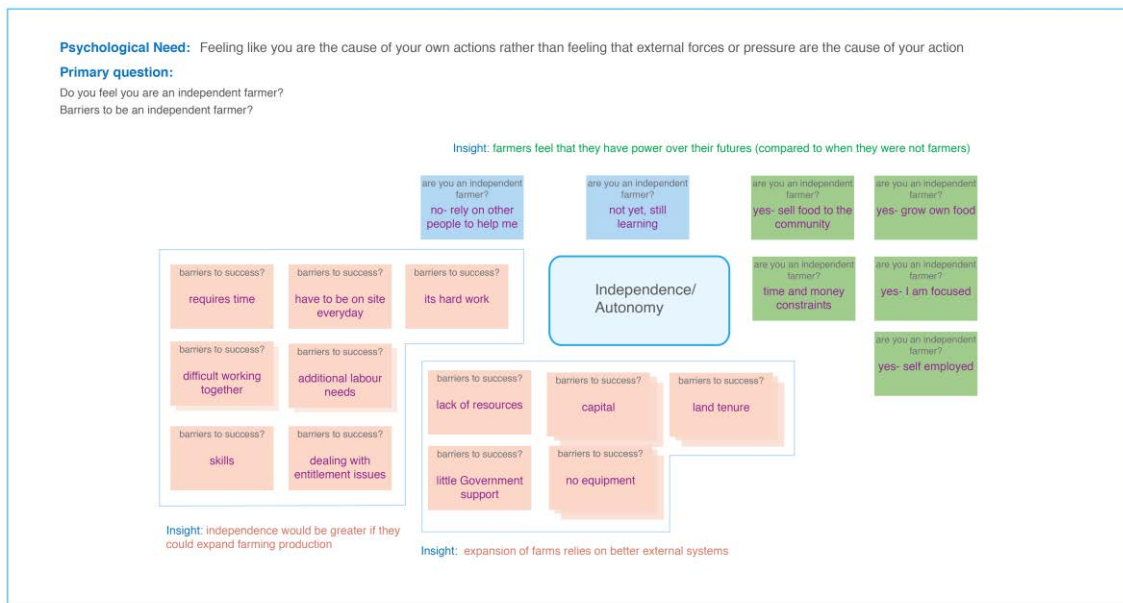 Psychological Need: Feeling like you are the cause of your own actions rather than feeling that external forces or pressure are the cause of your action
Primary question:
Do you feel you are an independent farmer?
Barriers to be an independent farmer?
Insight: farmers feel that they have power over their futures (compared to when they were not farmers)
are you an independent
farmer?
no- rely on other
people to help me
are you an independent
farmer?
not yet, still
learning
are you an independent
farmer?
yes- sell food to the
community
are you an independent
farmer?
yes- grow own food
barriers to success?
requires time
barriers to success?
have to be on site
everyday
barriers to success?
its hard work
Independence/
Autonomy
are you an independent
farmer?
time and money
constraints
are you an independent
farmer?
yes- I am focused
are you an independent
farmer?
yes- self employed
barriers to success?
difficult working
together
barriers to success?
additional labour
needs
barriers to success?
lack of resources
barriers to success?
capital
barriers to success?
land tenure
barriers to success?
skills
barriers to success?
dealing with
entitlement issues
barriers to success?
little Government
support
barriers to success?
no equipment
Insight: independence would be greater if they
could expand farming production
Insight: expansion of farms relies on better external systems